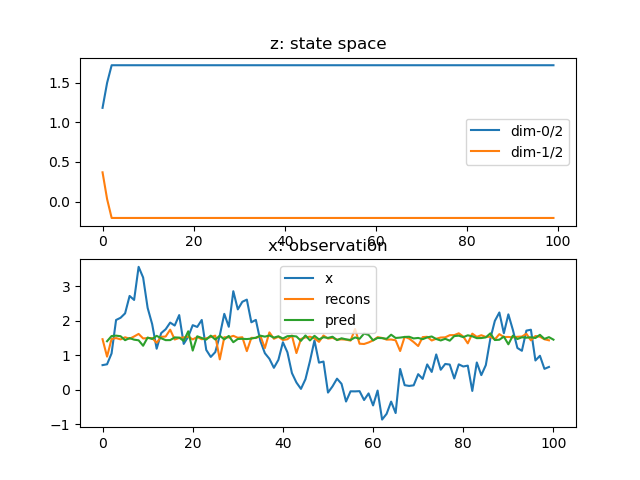 z: state space
1.5
1.0
0.5
0.0
dim-0/2
dim-1/2
0 20 40 60 80 100
x: observation
3
2
1
0
−1
x
recons
pred
0 20 40 60 80 100